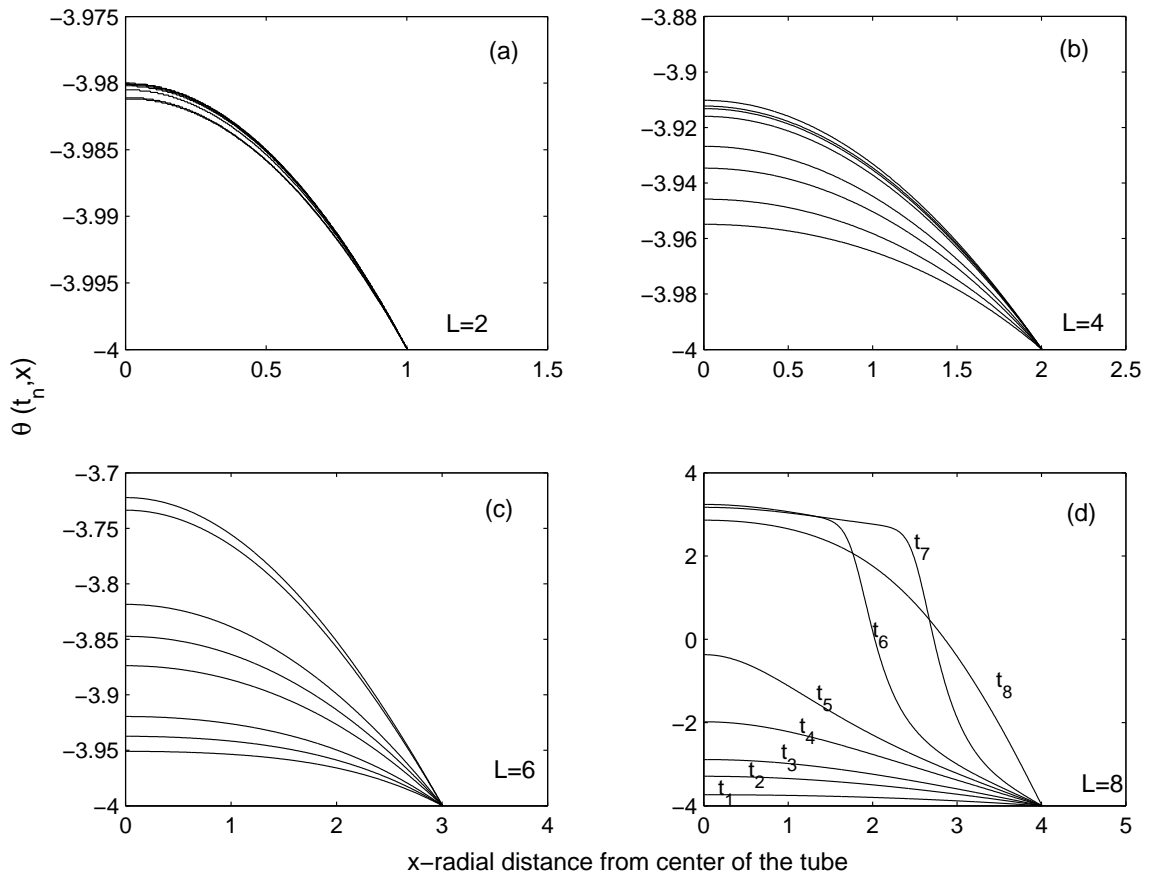 −3.975
−3.98
−3.985
−3.99
−3.995
−4
0
0.5
1
1.5
(a)
L=2
−3.88
−3.9
−3.92
−3.94
−3.96
−3.98
−4
0
0.5
1
1.5
2
2.5
(b)
L=4
θ (t_n,x)
−3.7
−3.75
−3.8
−3.85
−3.9
−3.95
−4
0
1
2
3
4
(c)
L=6
4
2
0
−2
−4
0
1
2
3
4
5
(d)
t_7
t_6
t_8
t_5
t_4
t_3
t_2
t_1
L=8
x−radial distance from center of the tube